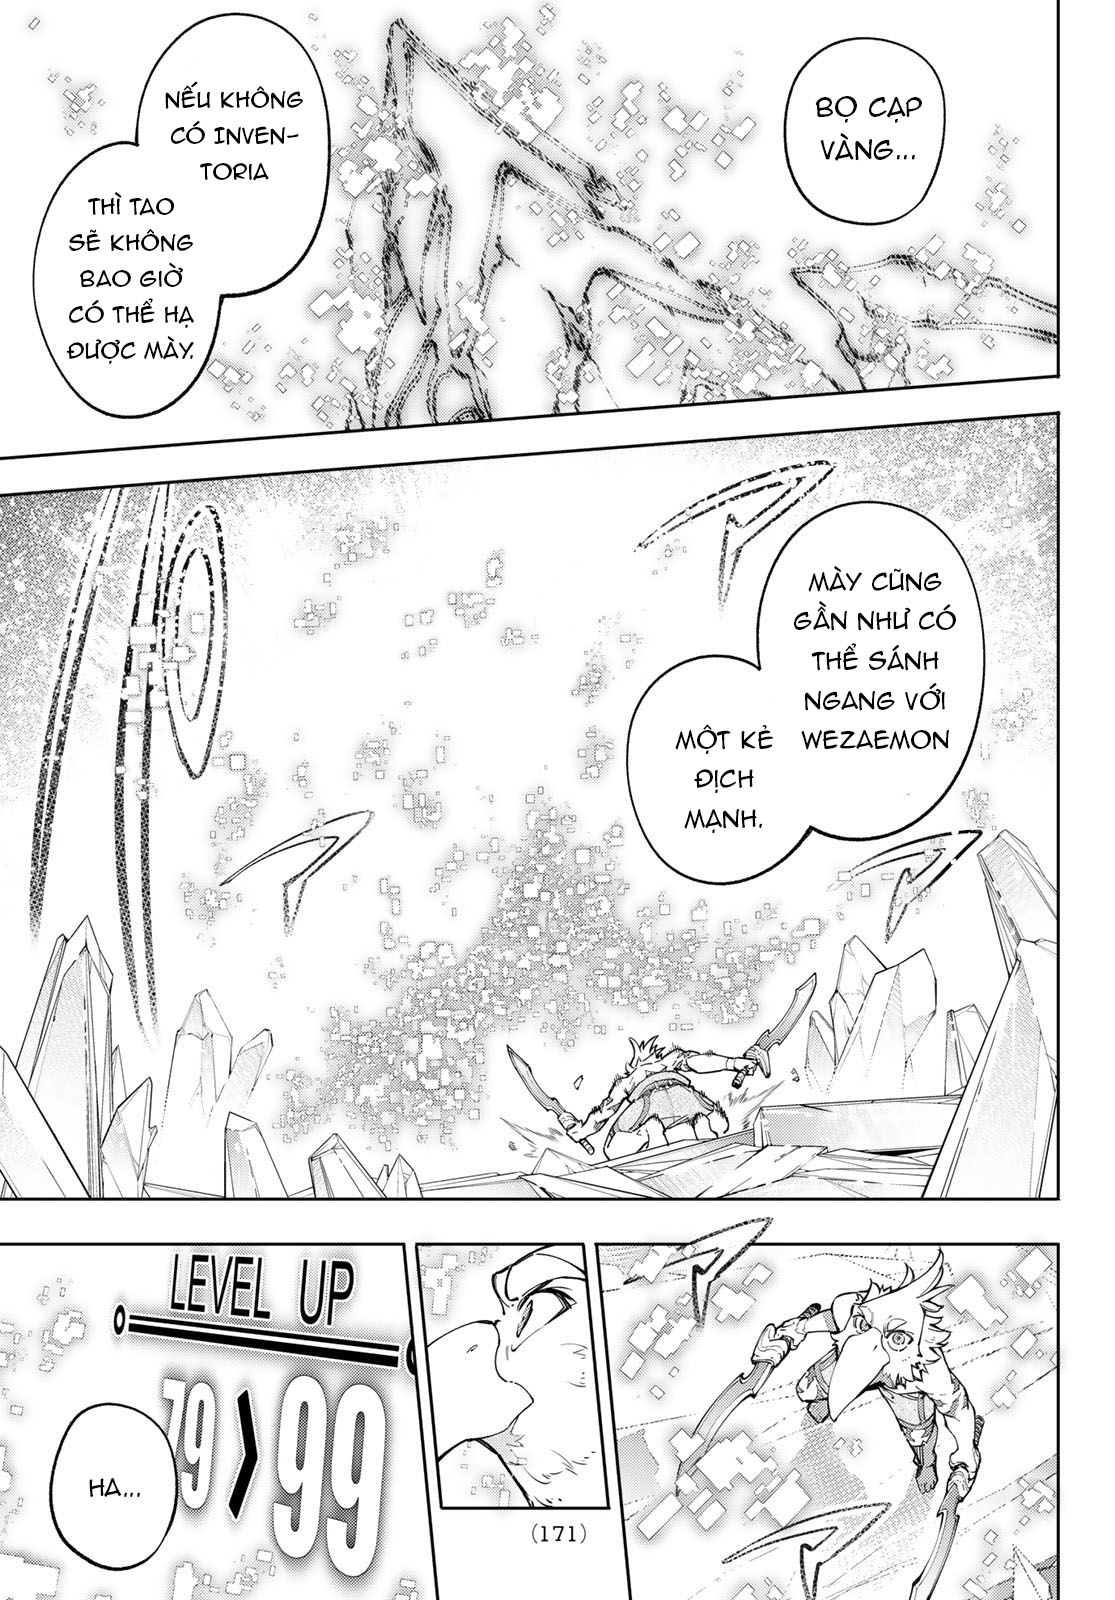 BỌ CẠP
VÀNG...
NẾU KHÔNG
CÓ INVEN-
TORIA
THÌ TAO
SẼ KHÔNG
BAO GIỜ
CÓ THỂ HẠ
ĐƯỢC MÀY.
MÀY CŨNG
GẦN NHƯ CÓ
THỂ SÁNH
NGANG VỚI
WEZAEMON
MỘT KẺ
ĐỊCH
MẠNH.
LEVEL UP
79 > 99
HA...
(171)